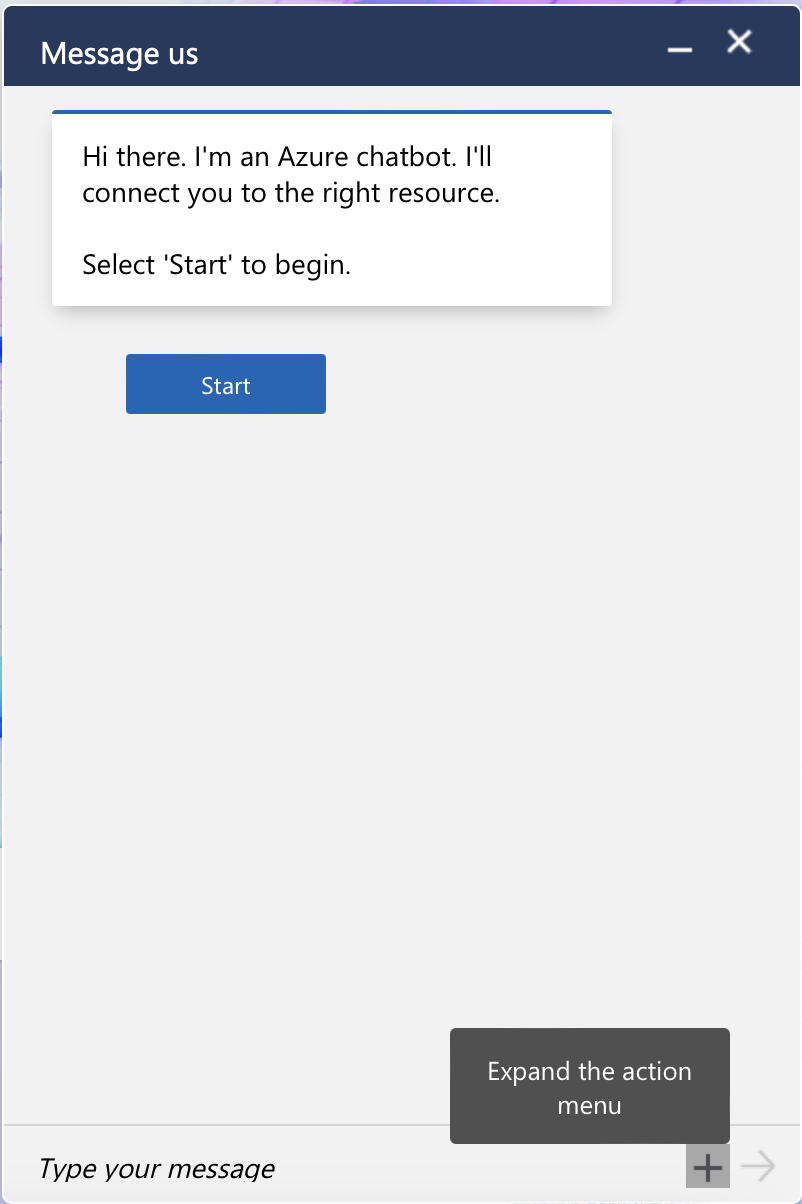 Message us
Hi there. I'm an Azure chatbot. I'll
connect you to the right resource.
Select 'Start' to begin.
Start
Expand the action
menu
Type your message